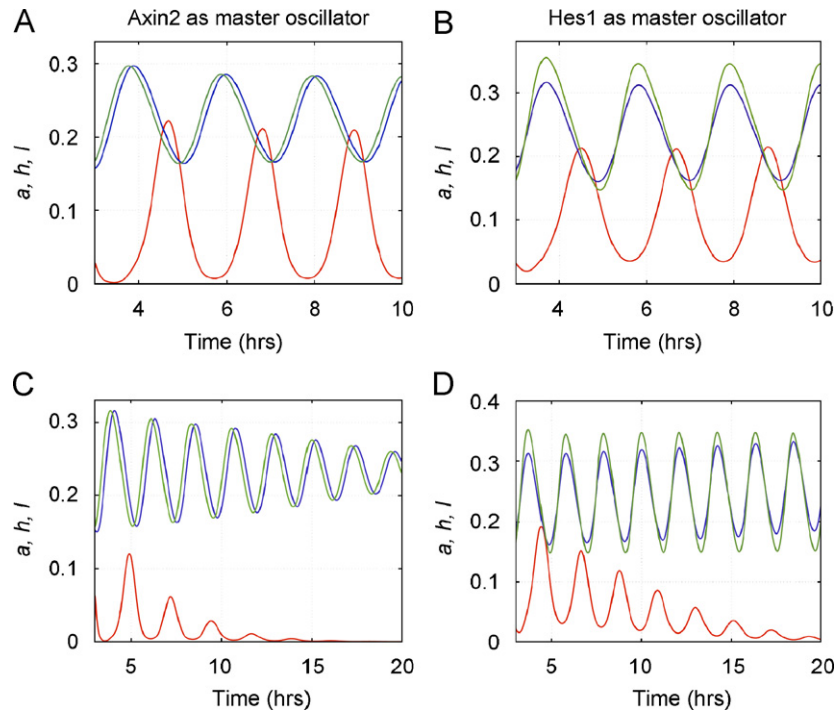 A
Axin2 as master oscillator
a, h, l
0.3
0.2
0.1
0
4
6
8
10
Time (hrs)
B
Hes1 as master oscillator
a, h, l
0.3
0.2
0.1
0
4
6
8
10
Time (hrs)
C
a, h, l
0.3
0.2
0.1
0
5
10
15
20
Time (hrs)
D
a, h, l
0.4
0.3
0.2
0.1
0
5
10
15
20
Time (hrs)